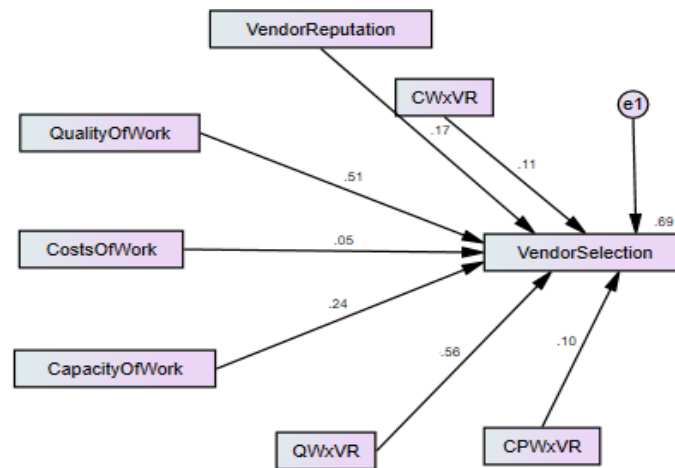 VendorReputation
CWxVR
e1
QualityOfWork
.17
.11
.51
.69
CostsOfWork
.05
VendorSelection
.24
CapacityOfWork
.56
.10
QWxVR
CPWxVR